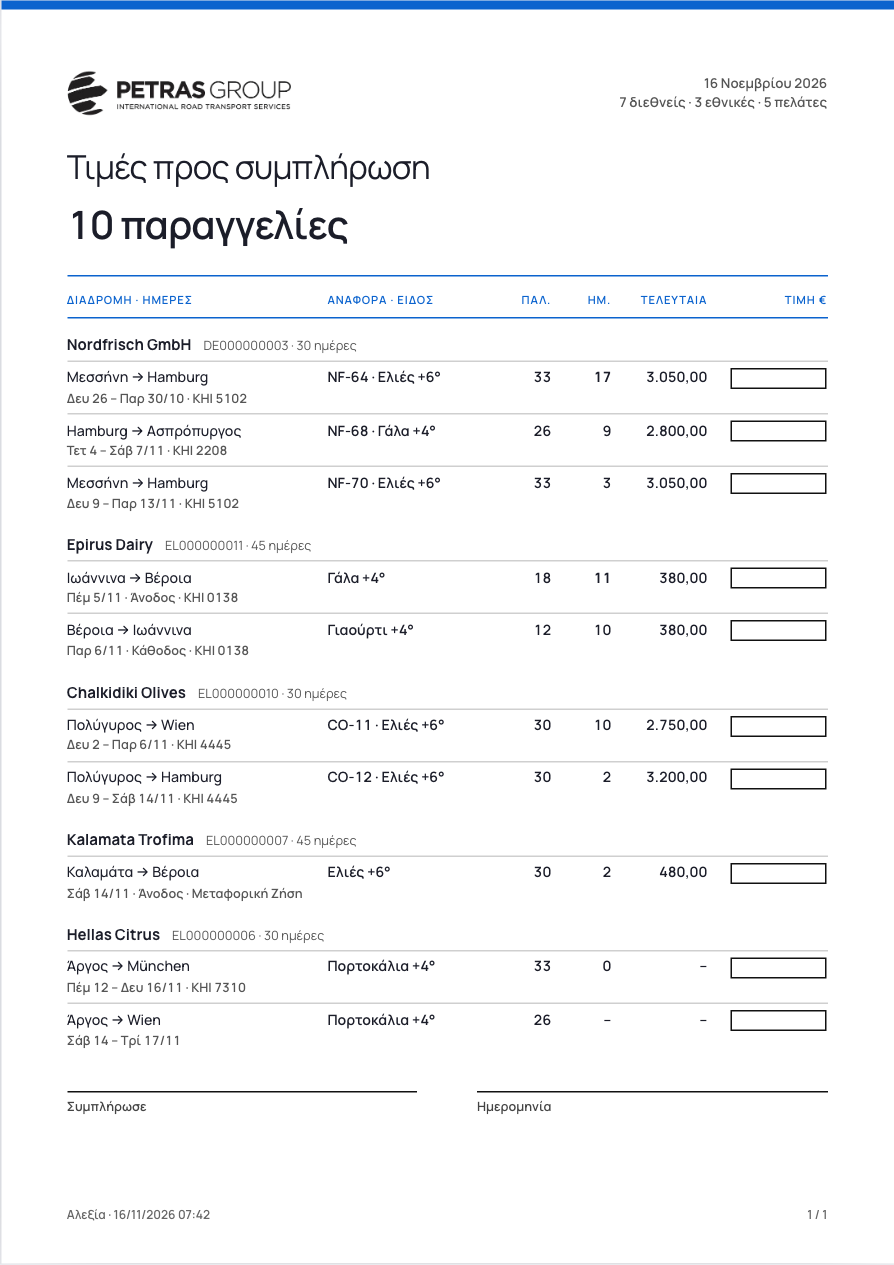 PETRAS GROUP
INTERNATIONAL ROAD TRANSPORT SERVICES
16 Νοεμβρίου 2026
7 διεθνείς · 3 εθνικές · 5 πελάτες
Τιμές προς συμπλήρωση
10 παραγγελίες
ΔΙΑΔΡΟΜΗ · ΗΜΕΡΕΣ ΑΝΑΦΟΡΑ · ΕΙΔΟΣ ΠΑΛ. ΗΜ. ΤΕΛΕΥΤΑΙΑ ΤΙΜΗ €
Nordfrisch GmbH DE000000003 · 30 ημέρες
Μεσσήνη → Hamburg NF-64 · Ελιές +6° 33 17 3.050,00
Δευ 26 – Παρ 30/10 · ΚΗΙ 5102
Hamburg → Ασπρόπυργος NF-68 · Γάλα +4° 26 9 2.800,00
Τετ 4 – Σάβ 7/11 · ΚΗΙ 2208
Μεσσήνη → Hamburg NF-70 · Ελιές +6° 33 3 3.050,00
Δευ 9 – Παρ 13/11 · ΚΗΙ 5102
Epirus Dairy EL000000011 · 45 ημέρες
Ιωάννινα → Βέροια Γάλα +4° 18 11 380,00
Πέμ 5/11 · Άνοδος · ΚΗΙ 0138
Βέροια → Ιωάννινα Γιαούρτι +4° 12 10 380,00
Παρ 6/11 · Κάθοδος · ΚΗΙ 0138
Chalkidiki Olives EL000000010 · 30 ημέρες
Πολύγυρος → Wien CO-11 · Ελιές +6° 30 10 2.750,00
Δευ 2 – Παρ 6/11 · ΚΗΙ 4445
Πολύγυρος → Hamburg CO-12 · Ελιές +6° 30 2 3.200,00
Δευ 9 – Σάβ 14/11 · ΚΗΙ 4445
Kalamata Trofima EL000000007 · 45 ημέρες
Καλαμάτα → Βέροια Ελιές +6° 30 2 480,00
Σάβ 14/11 · Άνοδος · Μεταφορική Ζήση
Hellas Citrus EL000000006 · 30 ημέρες
Άργος → München Πορτοκάλια +4° 33 0 –
Πέμ 12 – Δευ 16/11 · ΚΗΙ 7310
Άργος → Wien Πορτοκάλια +4° 26 – –
Σάβ 14 – Τρί 17/11
Συμπλήρωσε Ημερομηνία
Αλεξία · 16/11/2026 07:42 1 / 1